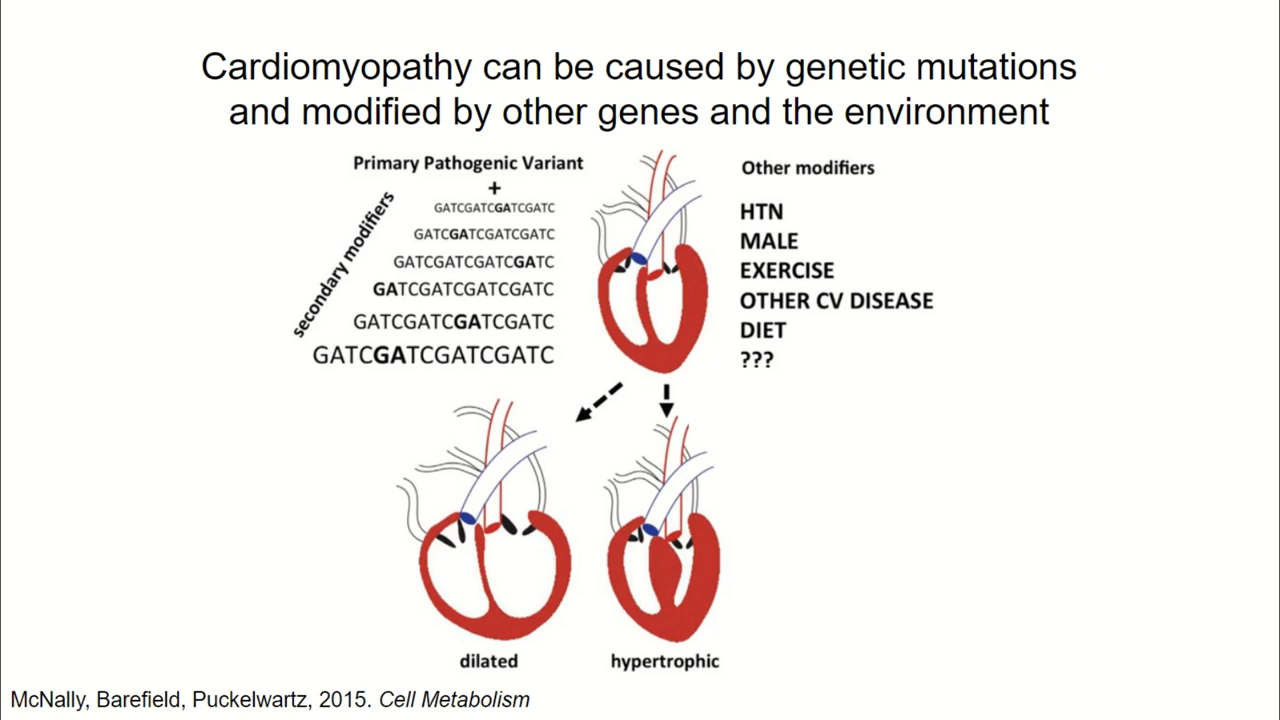 Cardiomyopathy can be caused by genetic mutations
and modified by other genes and the environment
Primary Pathogenic Variant
+
secondary modifiers
GATCGATCGATCGATC
GATCGATCGATCGATC
GATCGATCGATCGATC
GATCGATCGATCGATC
GATCGATCGATCGATC
GATCGATCGATCGATC
Other modifiers
HTN
MALE
EXERCISE
OTHER CV DISEASE
DIET
???
dilated
hypertrophic
McNally, Barefield, Puckelwartz, 2015. Cell Metabolism